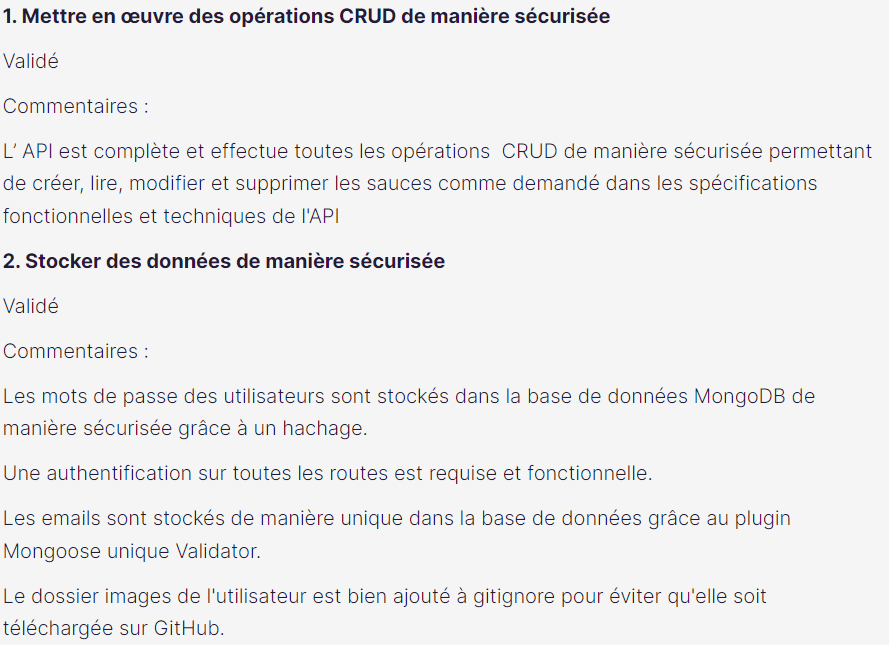 1. Mettre en œuvre des opérations CRUD de manière sécurisée
Validé
Commentaires :
L’ API est complète et effectue toutes les opérations  CRUD de manière sécurisée permettant
de créer, lire, modifier et supprimer les sauces comme demandé dans les spécifications
fonctionnelles et techniques de l'API
2. Stocker des données de manière sécurisée
Validé
Commentaires :
Les mots de passe des utilisateurs sont stockés dans la base de données MongoDB de
manière sécurisée grâce à un hachage.
Une authentification sur toutes les routes est requise et fonctionnelle.
Les emails sont stockés de manière unique dans la base de données grâce au plugin
Mongoose unique Validator.
Le dossier images de l'utilisateur est bien ajouté à gitignore pour éviter qu'elle soit
téléchargée sur GitHub.